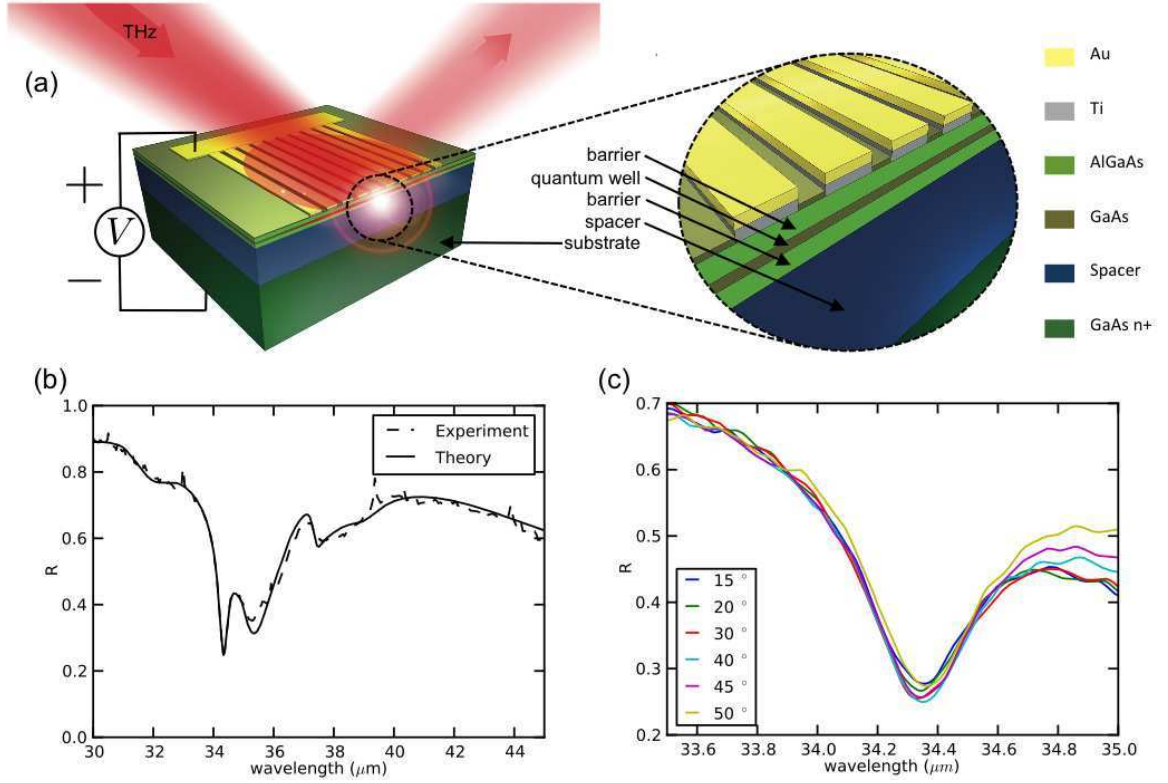 THz
(a)
+
V
−
barrier
quantum well
barrier
spacer
substrate
Au
Ti
AlGaAs
GaAs
Spacer
GaAs n+
(b)
1.0
0.8
0.6
0.4
0.2
0.0
R
Experiment
Theory
30 32 34 36 38 40 42 44
wavelength (μm)
(c)
0.7
0.6
0.5
0.4
0.3
0.2
R
15 °
20 °
30 °
40 °
45 °
50 °
33.6 33.8 34.0 34.2 34.4 34.6 34.8 35.0
wavelength (μm)